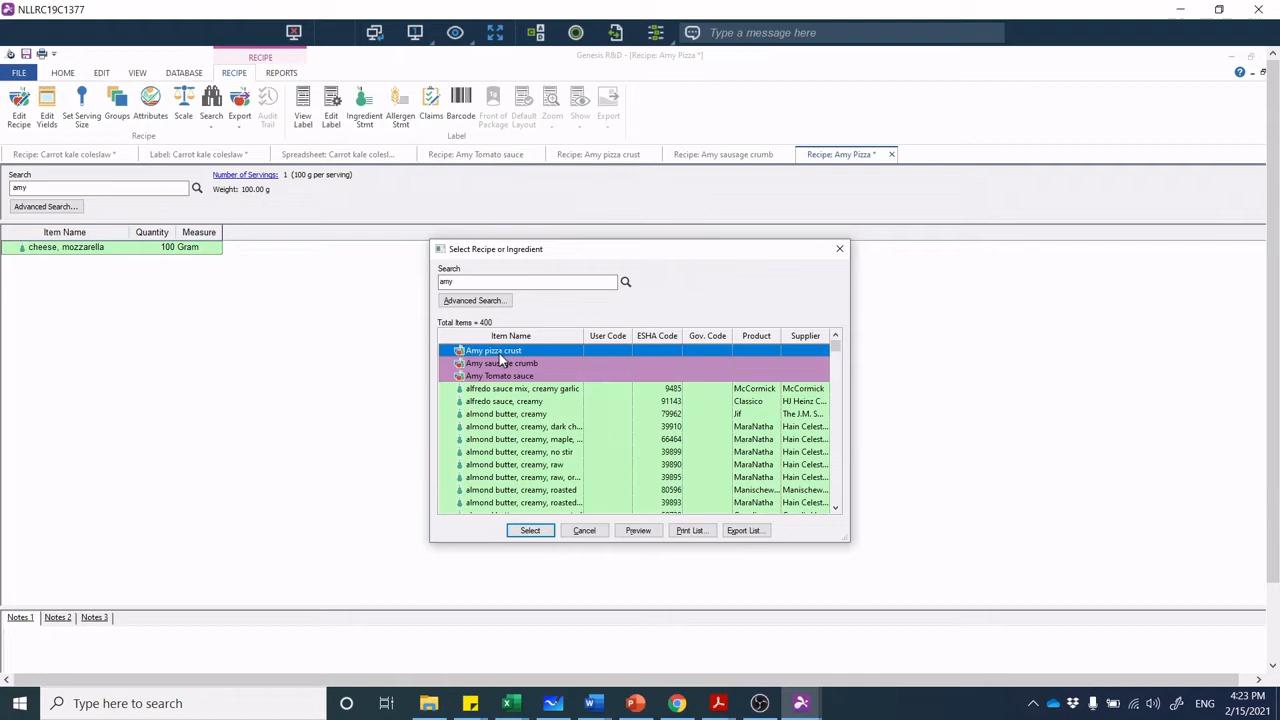 NLLRC19C1377
Type a message here
RECIPE
Genesis R&D - [Recipe: Amy Pizza *]
FILE HOME EDIT VIEW DATABASE RECIPE REPORTS
Edit Recipe
Edit Yields
Set Serving Size
Groups
Attributes
Scale
Search
Export
Audit Trail
View Label
Edit Label
Ingredient Stmt
Allergen Stmt
Claims
Barcode
Front of Package
Default Layout
Zoom
Show
Export
Recipe
Label
Recipe: Carrot kale coleslaw *
Label: Carrot kale coleslaw *
Spreadsheet: Carrot kale colesl...
Recipe: Amy Tomato sauce
Recipe: Amy pizza crust
Recipe: Amy sausage crumb
Recipe: Amy Pizza *
Search
amy
Advanced Search...
Number of Servings: 1 (100 g per serving)
Weight: 100.00 g
Item Name Quantity Measure
cheese, mozzarella 100 Gram
Select Recipe or Ingredient
Search
amy
Advanced Search...
Total Items = 400
Item Name User Code ESHA Code Gov. Code Product Supplier
Amy pizza crust
Amy sausage crumb
Amy Tomato sauce
alfredo sauce mix, creamy garlic 9485 McCormick McCormick
alfredo sauce, creamy 91143 Classico HJ Heinz C...
almond butter, creamy 79962 Jif The J.M. S...
almond butter, creamy, dark ch... 39910 MaraNatha Hain Celest...
almond butter, creamy, maple, ... 66464 MaraNatha Hain Celest...
almond butter, creamy, no stir 39899 MaraNatha Hain Celest...
almond butter, creamy, raw 39890 MaraNatha Hain Celest...
almond butter, creamy, raw, or... 39895 MaraNatha Hain Celest...
almond butter, creamy, roasted 80596 Manischew... Manischew...
almond butter, creamy, roasted... 39893 MaraNatha Hain Celest...
Select Cancel Preview Print List... Export List...
Notes 1 Notes 2 Notes 3
Type here to search
ENG
4:23 PM
2/15/2021